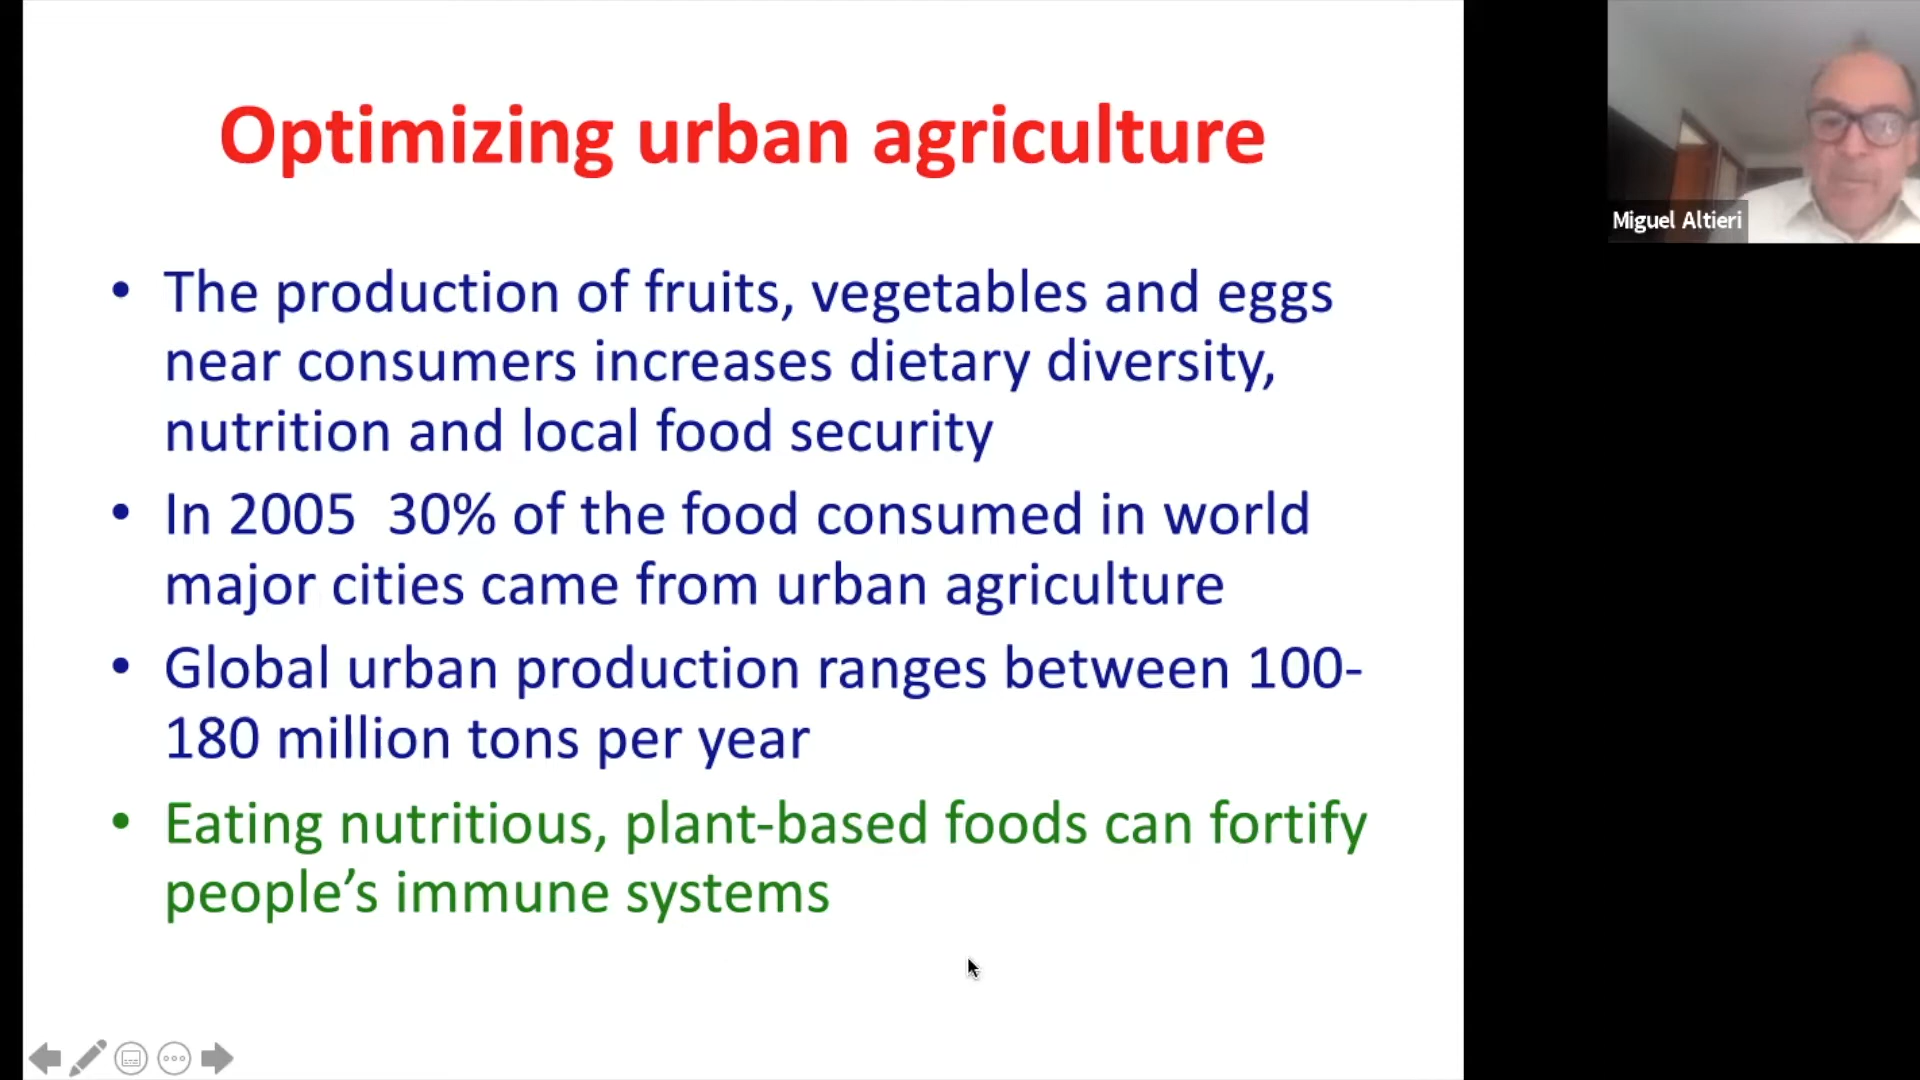 Optimizing urban agriculture
Miguel Altieri
• The production of fruits, vegetables and eggs
near consumers increases dietary diversity,
nutrition and local food security
• In 2005  30% of the food consumed in world
major cities came from urban agriculture
• Global urban production ranges between 100-
180 million tons per year
• Eating nutritious, plant-based foods can fortify
people’s immune systems